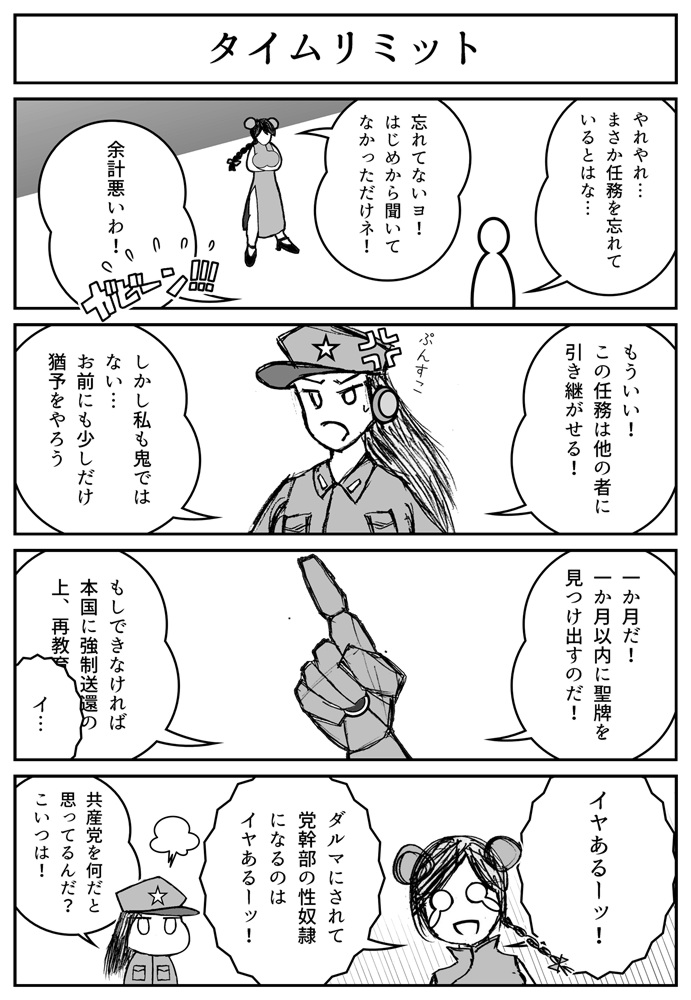 タイムリミット
やれやれ…
まさか任務を忘れて
いるとはな…
忘れてないヨ!
はじめから聞いて
なかっただけネ!
余計悪いわ!
ガビーン!!!
もういい!
この任務は他の者に
引き継がせる!
ぷんすこ
しかし私も鬼では
ない…
お前にも少しだけ
猶予をやろう
一か月だ!
一か月以内に聖牌を
見つけ出すのだ!
もしできなければ
本国に強制送還の
上、再教育
イ…
イヤあるーッ!
ダルマにされて
党幹部の性奴隷
になるのは
イヤあるーッ!
共産党を何だと
思ってるんだ?
こいつは!